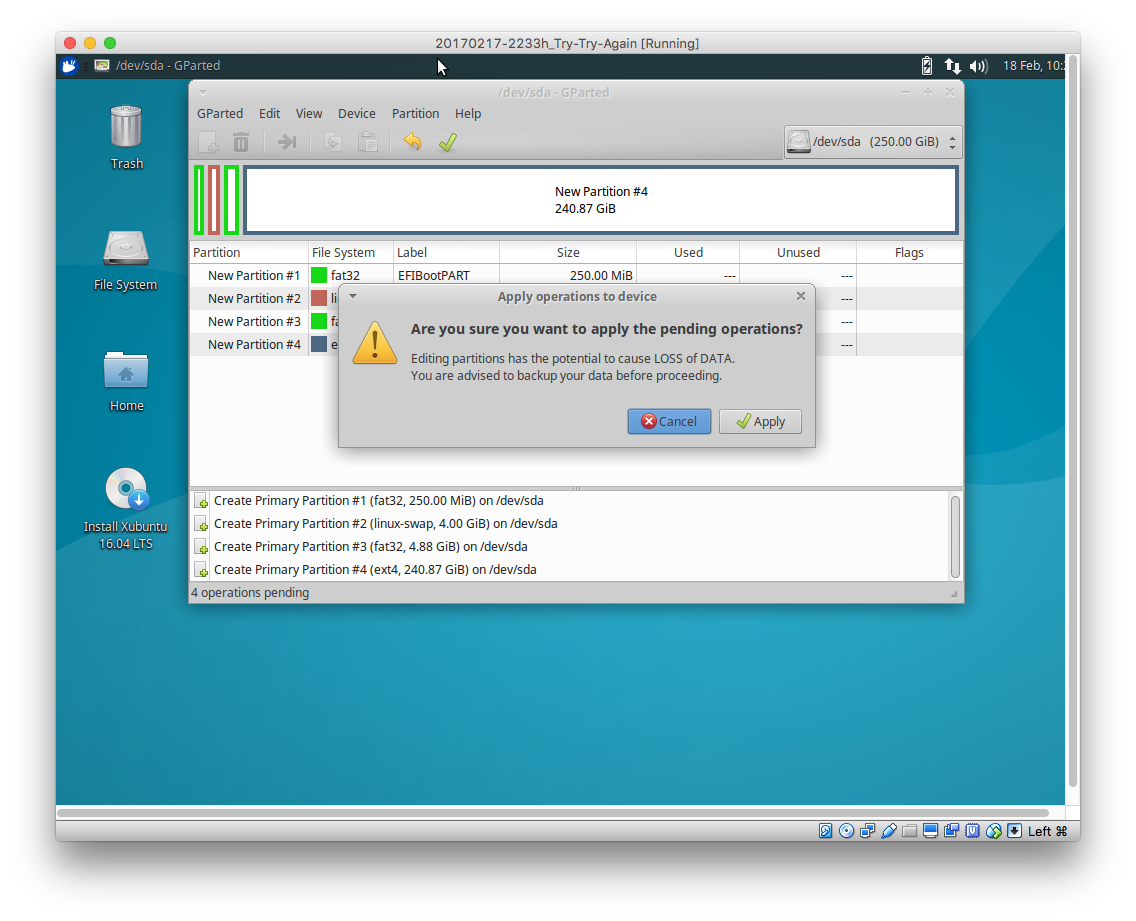 20170217-2233h_Try-Try-Again [Running]
/dev/sda - GParted
18 Feb, 10:
/dev/sda - GParted
GParted Edit View Device Partition Help
/dev/sda (250.00 GiB)
Trash
File System
Home
Install Xubuntu
16.04 LTS
New Partition #4
240.87 GiB
Partition File System Label Size Used Unused Flags
New Partition #1 fat32 EFIBootPART 250.00 MiB --- ---
New Partition #2 li ---
New Partition #3 fa ---
New Partition #4 e ---
Apply operations to device
Are you sure you want to apply the pending operations?
Editing partitions has the potential to cause LOSS of DATA.
You are advised to backup your data before proceeding.
Cancel Apply
Create Primary Partition #1 (fat32, 250.00 MiB) on /dev/sda
Create Primary Partition #2 (linux-swap, 4.00 GiB) on /dev/sda
Create Primary Partition #3 (fat32, 4.88 GiB) on /dev/sda
Create Primary Partition #4 (ext4, 240.87 GiB) on /dev/sda
4 operations pending
Left ⌘